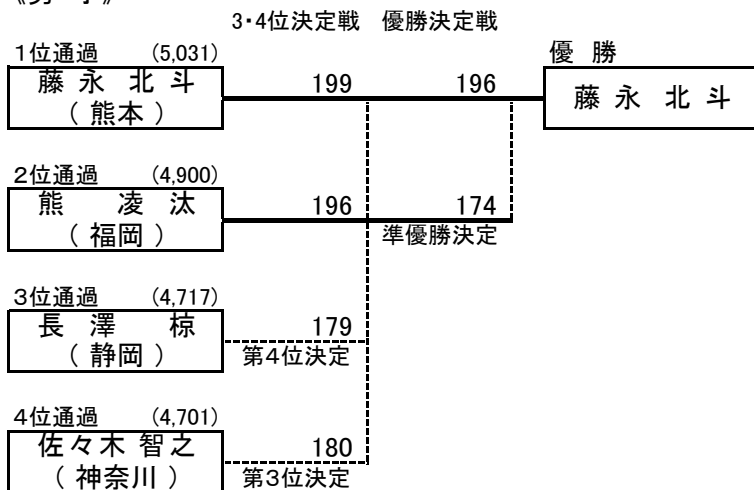 3・4位決定戦 優勝決定戦
1位通過 (5,031)
藤 永 北 斗
( 熊本 )
199 196
優 勝
藤 永 北 斗
2位通過 (4,900)
熊 凌 汰
( 福岡 )
196 174
準優勝決定
3位通過 (4,717)
長 澤 椋
( 静岡 )
179
第4位決定
4位通過 (4,701)
佐々木 智之
( 神奈川 )
180
第3位決定